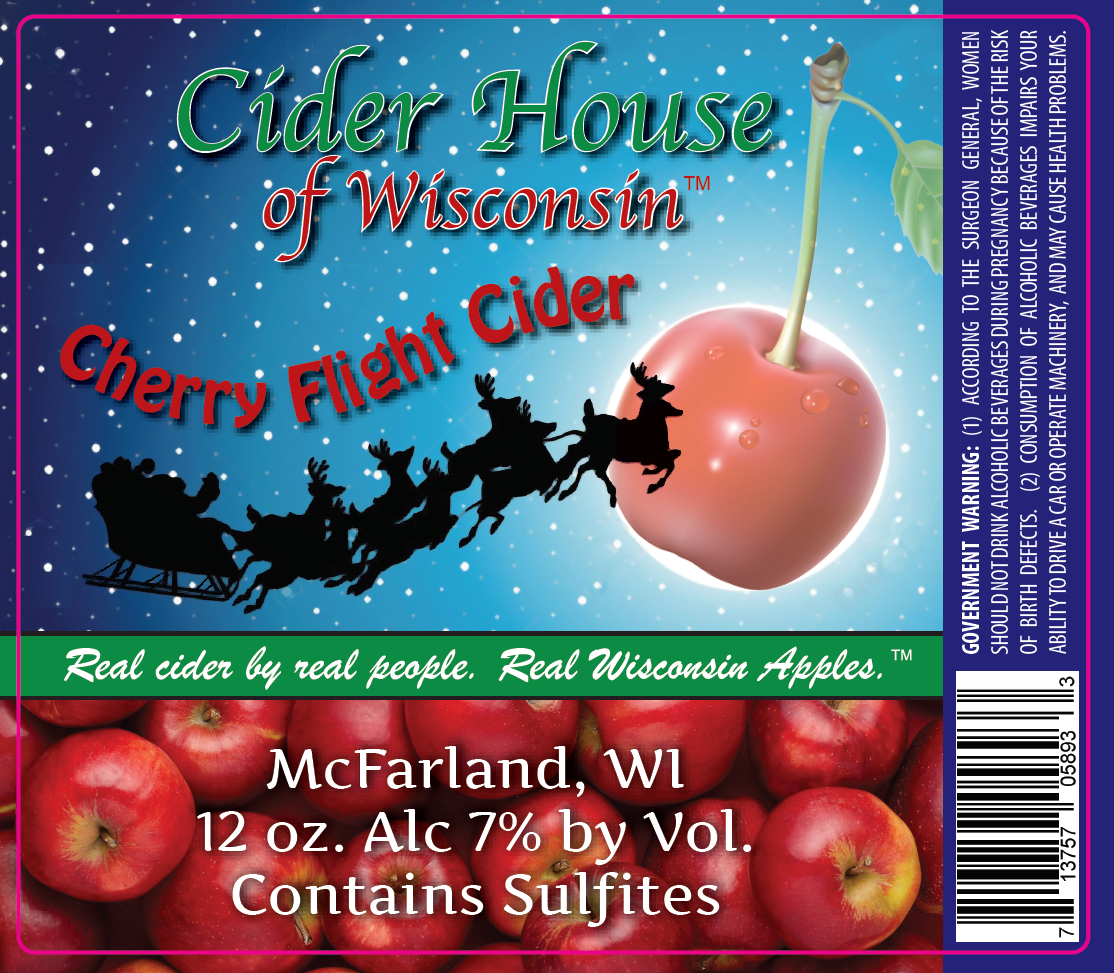 Cider House
of Wisconsin™
Cherry Flight Cider
Real cider by real people. Real Wisconsin Apples.™
McFarland, WI
12 oz. Alc 7% by Vol.
Contains Sulfites
GOVERNMENT WARNING: (1) ACCORDING TO THE SURGEON GENERAL, WOMEN
SHOULD NOT DRINK ALCOHOLIC BEVERAGES DURING PREGNANCY BECAUSE OF THE RISK
OF BIRTH DEFECTS. (2) CONSUMPTION OF ALCOHOLIC BEVERAGES IMPAIRS YOUR
ABILITY TO DRIVE A CAR OR OPERATE MACHINERY, AND MAY CAUSE HEALTH PROBLEMS.
7 13757 05893 3